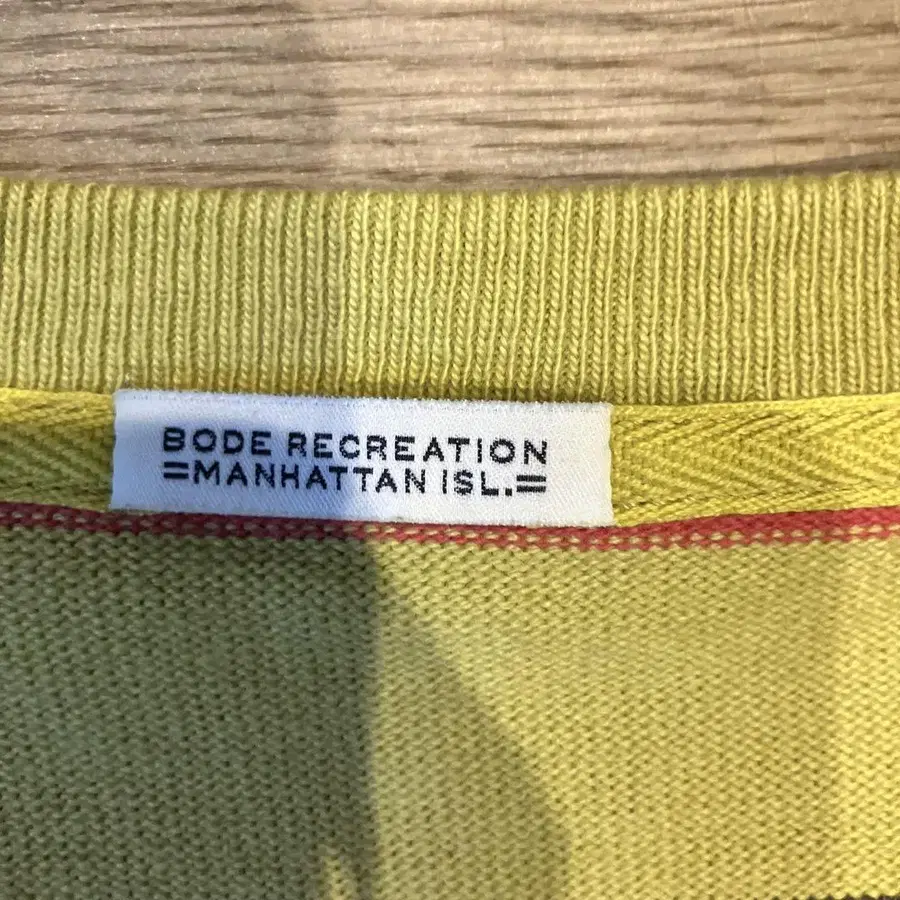 BODE RECREATION
=MANHATTAN ISL.=